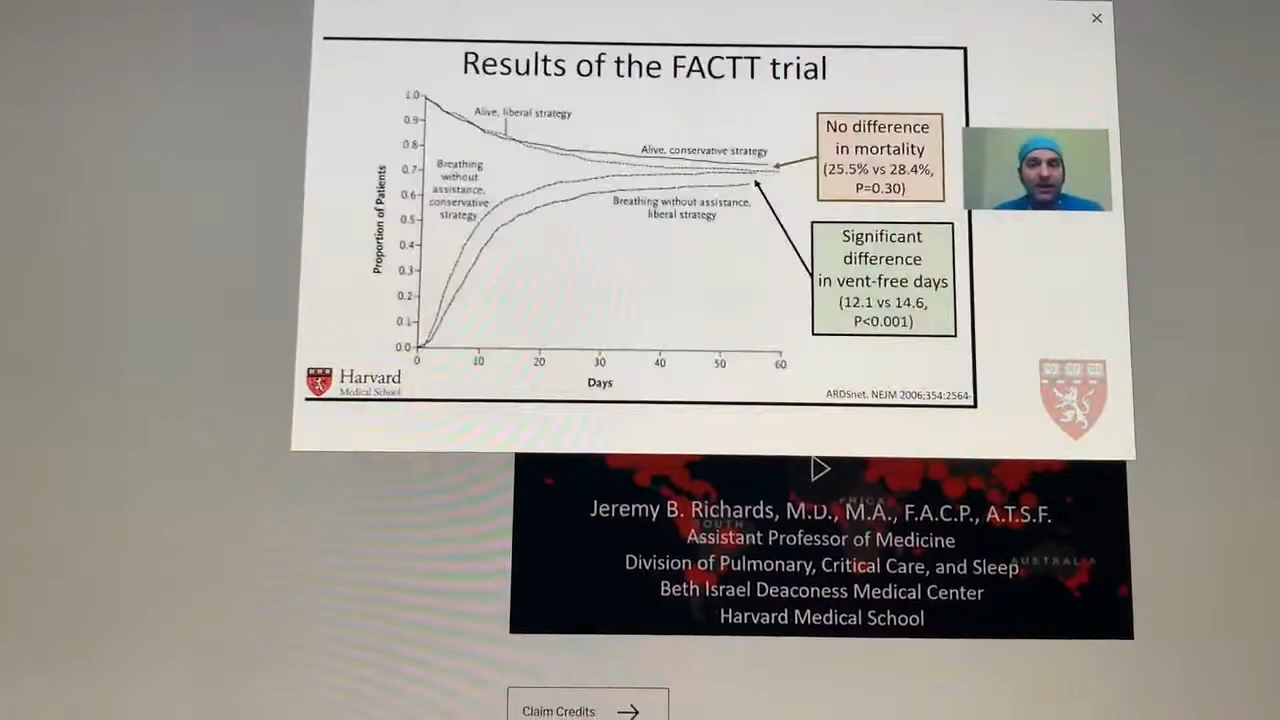 ×
Results of the FACTT trial
Proportion of Patients
1.0
0.9
0.8
0.7
0.6
0.5
0.4
0.3
0.2
0.1
0.0
Alive, liberal strategy
Alive, conservative strategy
Breathing
without
assistance,
conservative
strategy
Breathing without assistance,
liberal strategy
0
10
20
30
40
50
60
Days
No difference
in mortality
(25.5% vs 28.4%,
P=0.30)
Significant
difference
in vent-free days
(12.1 vs 14.6,
P<0.001)
Harvard
Medical School
ARDSnet. NEJM 2006;354:2564-
Jeremy B. Richards, M.D., M.A., F.A.C.P., A.T.S.F.
SOUTH
Assistant Professor of Medicine
Division of Pulmonary, Critical Care, and Sleep
AUSTRALIA
Beth Israel Deaconess Medical Center
Harvard Medical School
Claim Credits →